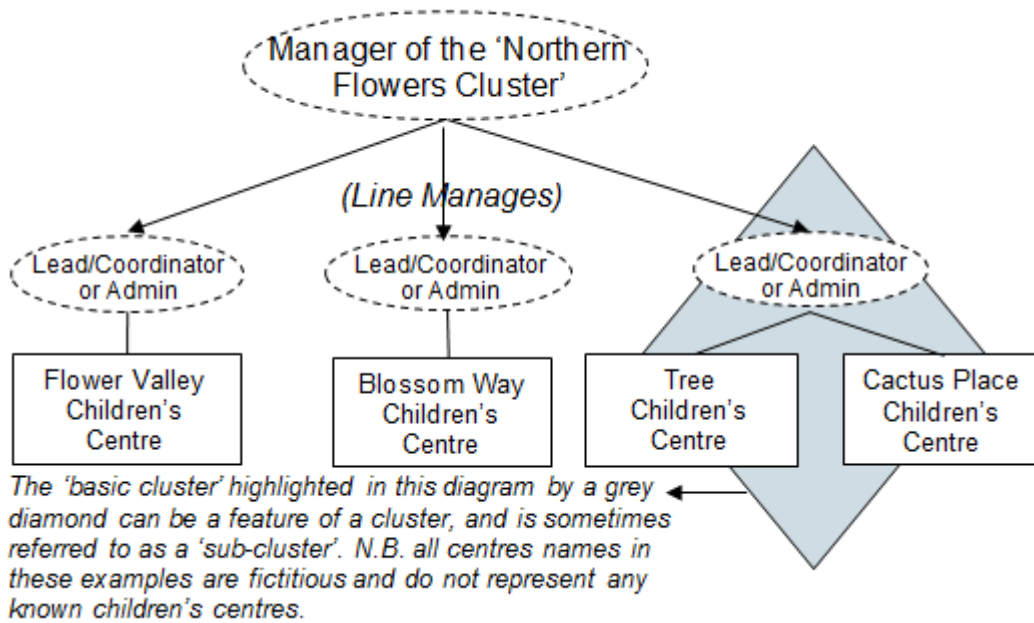 Manager of the ‘Northern
Flowers Cluster’
(Line Manages)
Lead/Coordinator
or Admin
Lead/Coordinator
or Admin
Lead/Coordinator
or Admin
Flower Valley
Children’s
Centre
Blossom Way
Children’s
Centre
Tree
Children’s
Centre
Cactus Place
Children’s
Centre
The ‘basic cluster’ highlighted in this diagram by a grey
diamond can be a feature of a cluster, and is sometimes
referred to as a ‘sub-cluster’. N.B. all centres names in
these examples are fictitious and do not represent any
known children’s centres.